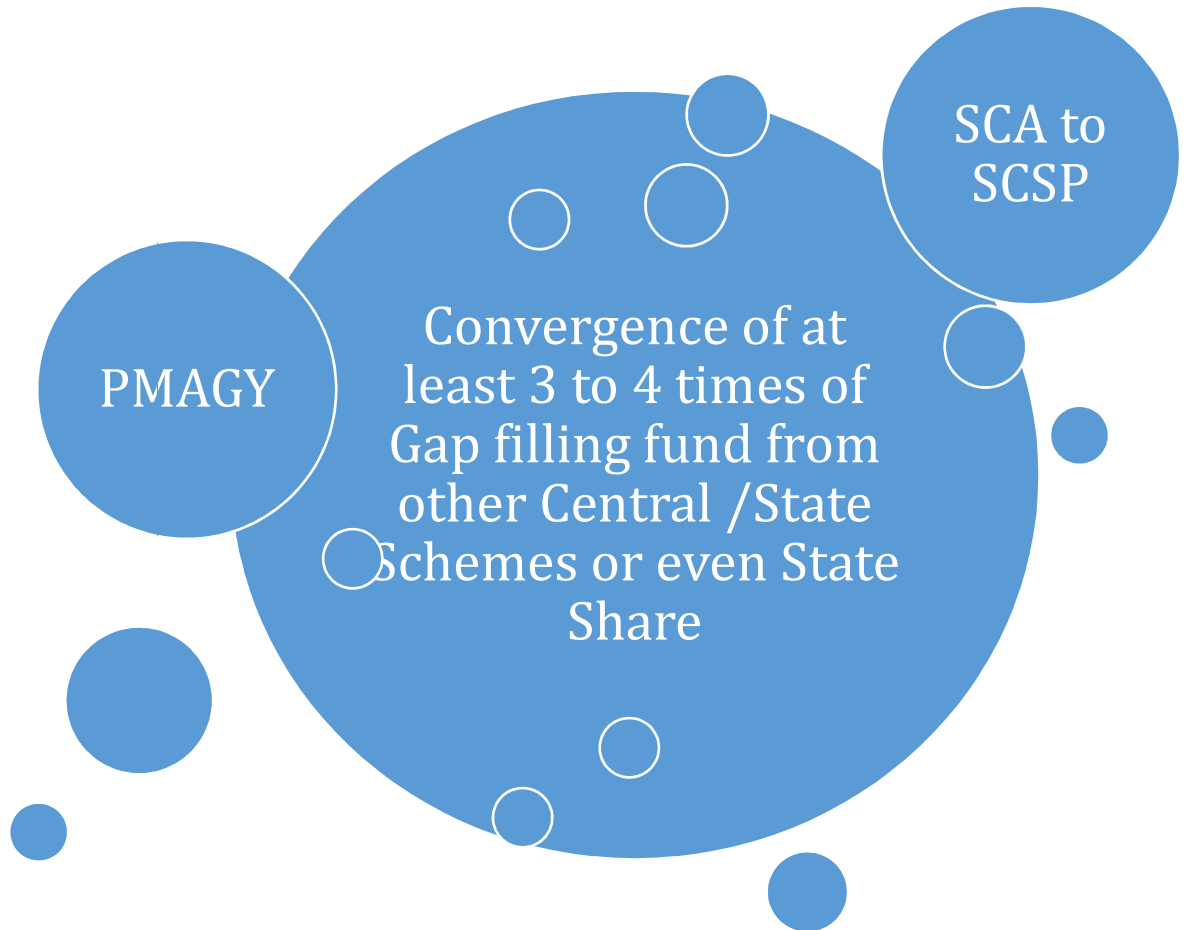 SCA to
SCSP
PMAGY
Convergence of at
least 3 to 4 times of
Gap filling fund from
other Central /State
Schemes or even State
Share